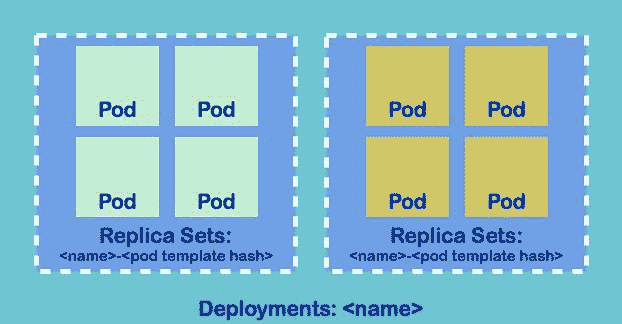 Pod Pod
Pod Pod
Replica Sets:
<name>-<pod template hash>
Pod Pod
Pod Pod
Replica Sets:
<name>-<pod template hash>
Deployments: <name>